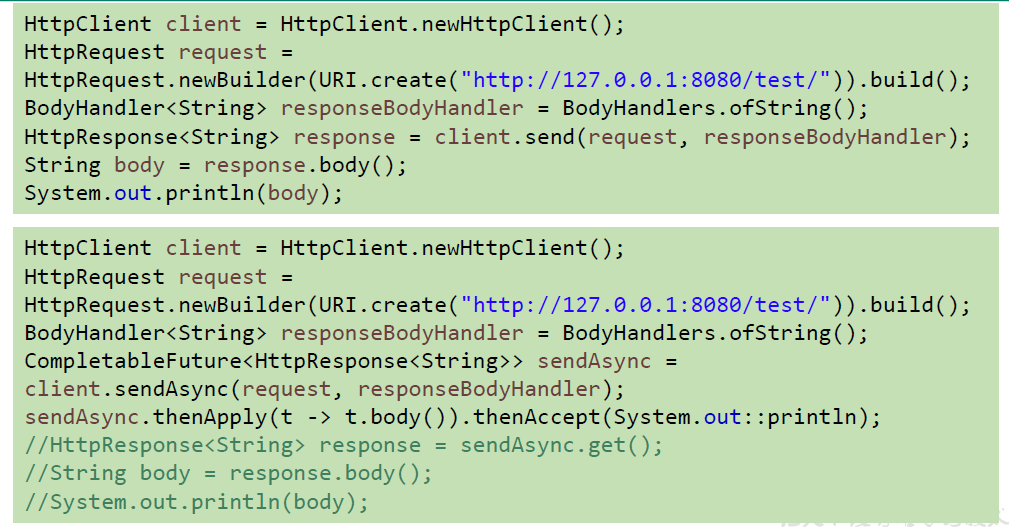 HttpClient client = HttpClient.newHttpClient();
HttpRequest request =
HttpRequest.newBuilder(URI.create("http://127.0.0.1:8080/test/")).build();
BodyHandler<String> responseBodyHandler = BodyHandlers.ofString();
HttpResponse<String> response = client.send(request, responseBodyHandler);
String body = response.body();
System.out.println(body);
HttpClient client = HttpClient.newHttpClient();
HttpRequest request =
HttpRequest.newBuilder(URI.create("http://127.0.0.1:8080/test/")).build();
BodyHandler<String> responseBodyHandler = BodyHandlers.ofString();
CompletableFuture<HttpResponse<String>> sendAsync =
client.sendAsync(request, responseBodyHandler);
sendAsync.thenApply(t -> t.body()).thenAccept(System.out::println);
//HttpResponse<String> response = sendAsync.get();
//String body = response.body();
//System.out.println(body);